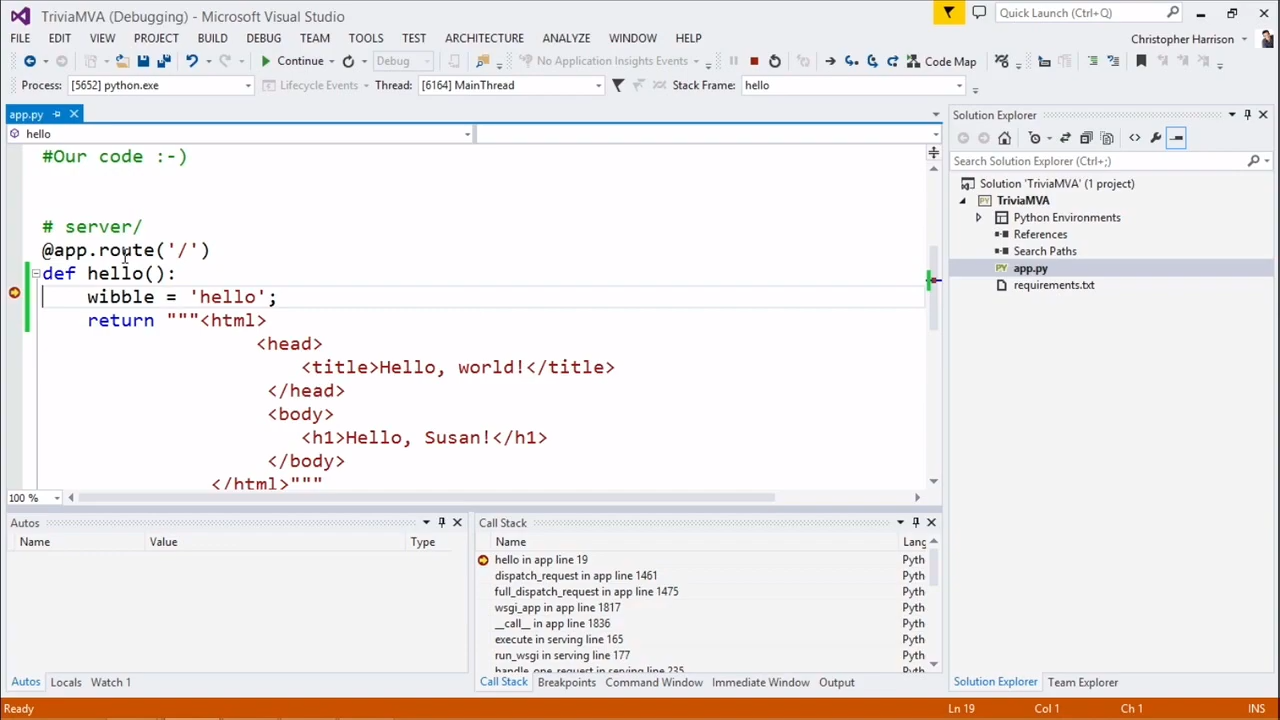 TriviaMVA (Debugging) - Microsoft Visual Studio
Quick Launch (Ctrl+Q)
FILE EDIT VIEW PROJECT BUILD DEBUG TEAM TOOLS TEST ARCHITECTURE ANALYZE WINDOW HELP
Christopher Harrison
Continue Debug No Application Insights Events Code Map
Process: [5652] python.exe Lifecycle Events Thread: [6164] MainThread Stack Frame: hello
app.py
hello
#Our code :-)
# server/
@app.route('/')
def hello():
wibble = 'hello';
return """<html>
<head>
<title>Hello, world!</title>
</head>
<body>
<h1>Hello, Susan!</h1>
</body>
</html>"""
100 %
Solution Explorer
Search Solution Explorer (Ctrl+;)
Solution 'TriviaMVA' (1 project)
TriviaMVA
Python Environments
References
Search Paths
app.py
requirements.txt
Autos
Name Value Type
Call Stack
Name Lang
hello in app line 19 Pyth
dispatch_request in app line 1461 Pyth
full_dispatch_request in app line 1475 Pyth
wsgi_app in app line 1817 Pyth
__call__ in app line 1836 Pyth
execute in serving line 165 Pyth
run_wsgi in serving line 177 Pyth
handle_one_request in serving line 235 Pyth
Autos Locals Watch 1
Call Stack Breakpoints Command Window Immediate Window Output
Solution Explorer Team Explorer
Ready Ln 19 Col 1 Ch 1 INS